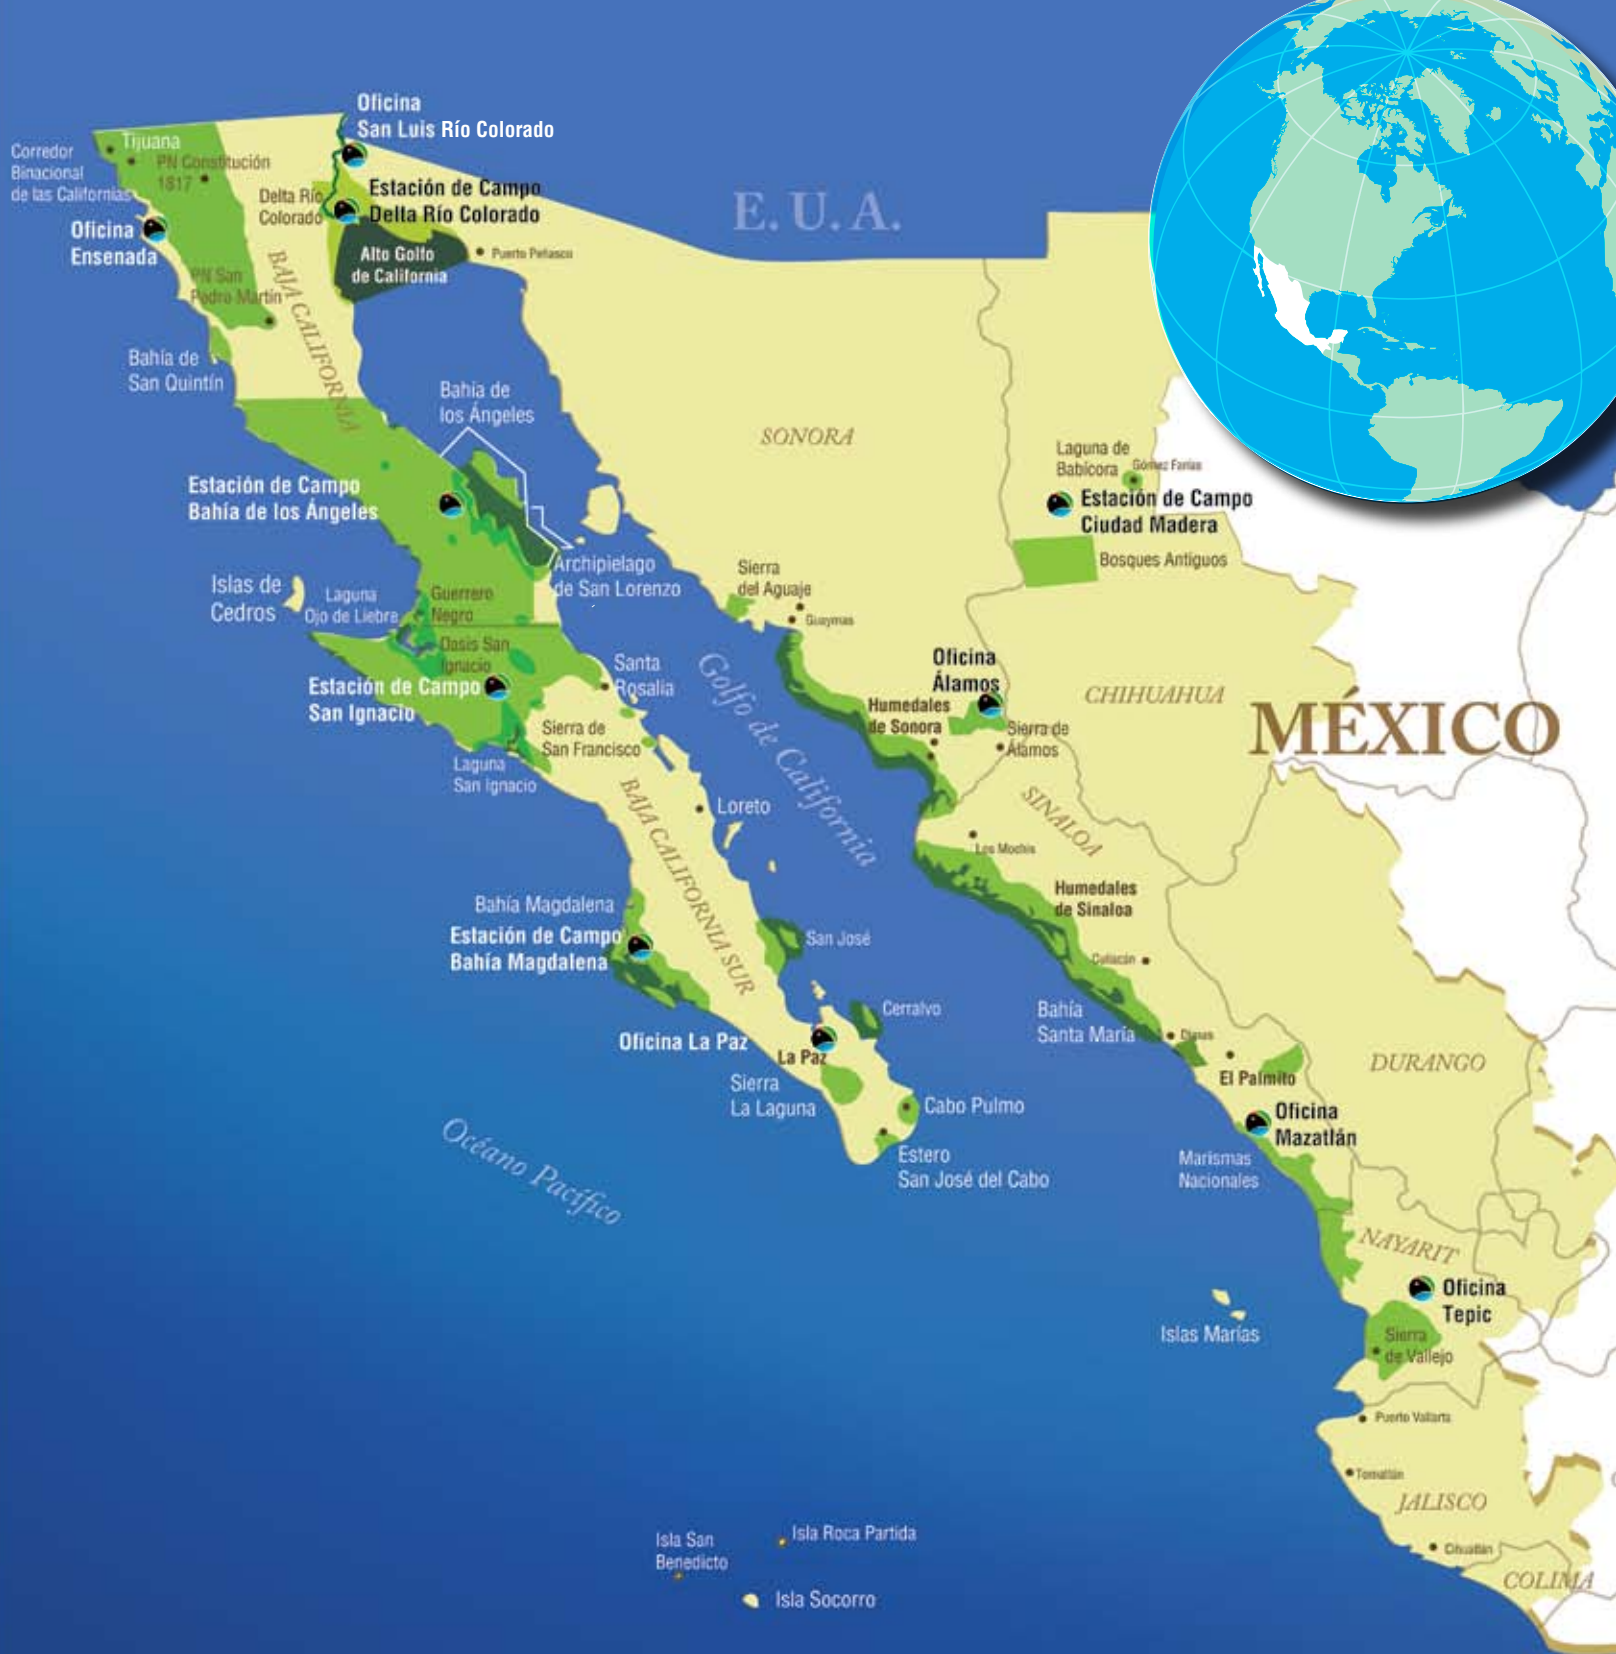 Oficina
San Luis Río Colorado
Corredor
Binacional
de las Californias
Tijuana
PN Constitución
1817
Delta Río
Colorado
Estación de Campo
Delta Río Colorado
Oficina
Ensenada
Alto Golfo
de California
Puerto Peñasco
E. U. A.
PN San
Pedro Martín
BAJA CALIFORNIA
Bahía de
San Quintín
Bahía de
los Ángeles
SONORA
Laguna de
Babícora
Gómez Farías
Estación de Campo
Ciudad Madera
Bosques Antiguos
Estación de Campo
Bahía de los Ángeles
Archipielago
de San Lorenzo
Sierra
del Aguaje
Guaymas
Islas de
Cedros
Laguna
Ojo de Liebre
Guerrero
Negro
Oasis San
Ignacio
Estación de Campo
San Ignacio
Santa
Rosalía
Sierra de
San Francisco
Laguna
San Ignacio
Golfo de California
Oficina
Álamos
Humedales
de Sonora
Sierra de
Álamos
CHIHUAHUA
MÉXICO
SINALOA
Los Mochis
Loreto
BAJA CALIFORNIA SUR
Humedales
de Sinaloa
Bahía Magdalena
Estación de Campo
Bahía Magdalena
San José
Culiacán
Cerralvo
Bahía
Santa María
Dimas
Oficina La Paz
La Paz
El Palmito
DURANGO
Sierra
La Laguna
Cabo Pulmo
Oficina
Mazatlán
Estero
San José del Cabo
Marismas
Nacionales
Océano Pacífico
NAYARIT
Oficina
Tepic
Islas Marías
Sierra
de Vallejo
Puerto Vallarta
Tomatlán
JALISCO
Isla San
Benedicto
Isla Roca Partida
Cihuatlán
Isla Socorro
COLIMA